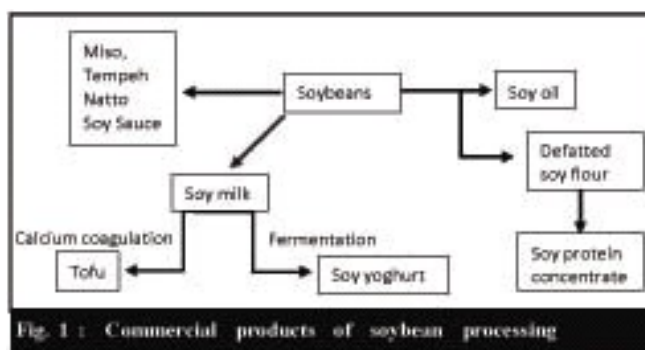 Miso,
Tempeh
Natto
Soy Sauce
Soybeans
Soy oil
Defatted
soy flour
Soy milk
Calcium coagulation
Fermentation
Tofu
Soy yoghurt
Soy protein
concentrate
Fig. 1 : Commercial products of soybean processing